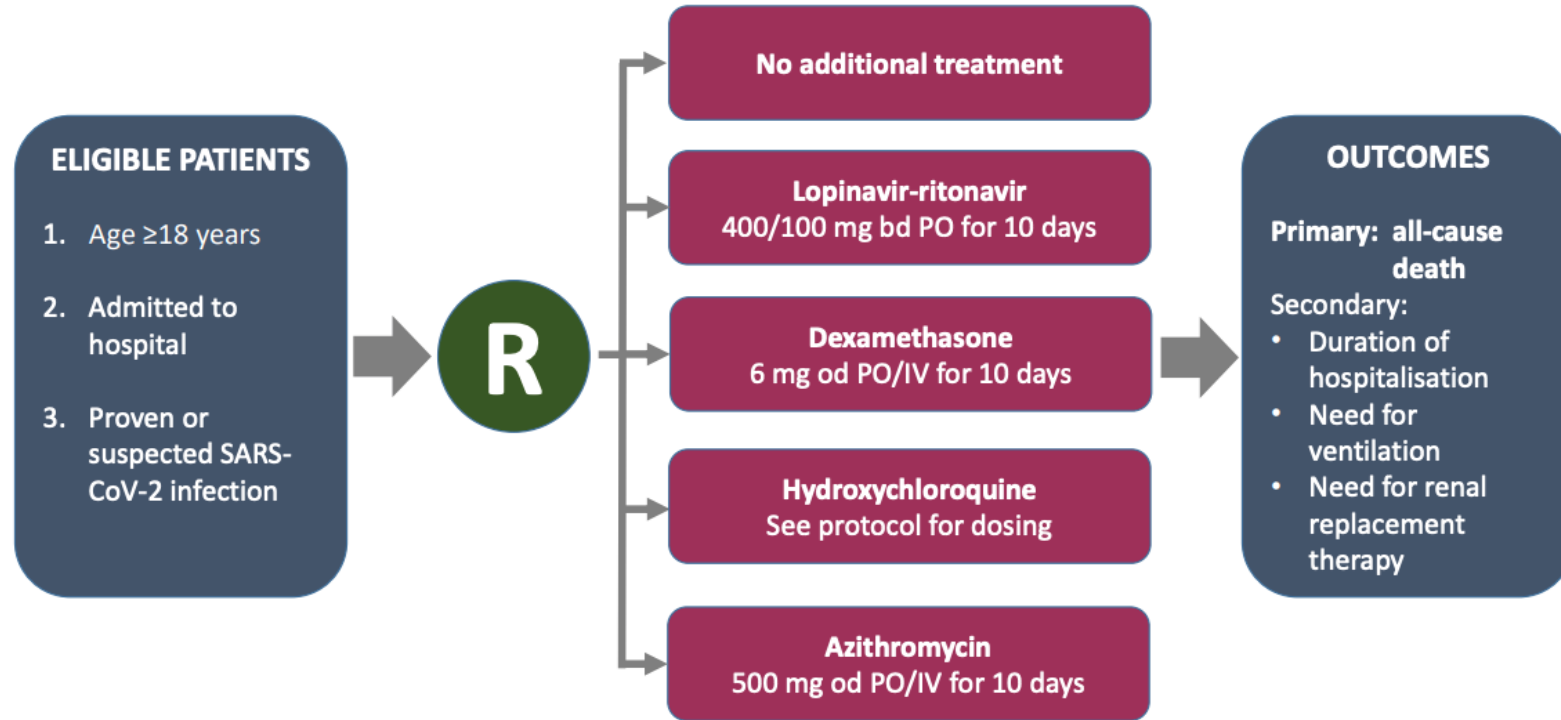 ELIGIBLE PATIENTS
1. Age ≥18 years
2. Admitted to
hospital
3. Proven or
suspected SARS-
CoV-2 infection
R
No additional treatment
Lopinavir-ritonavir
400/100 mg bd PO for 10 days
Dexamethasone
6 mg od PO/IV for 10 days
Hydroxychloroquine
See protocol for dosing
Azithromycin
500 mg od PO/IV for 10 days
OUTCOMES
Primary: all-cause
death
Secondary:
• Duration of
hospitalisation
• Need for
ventilation
• Need for renal
replacement
therapy